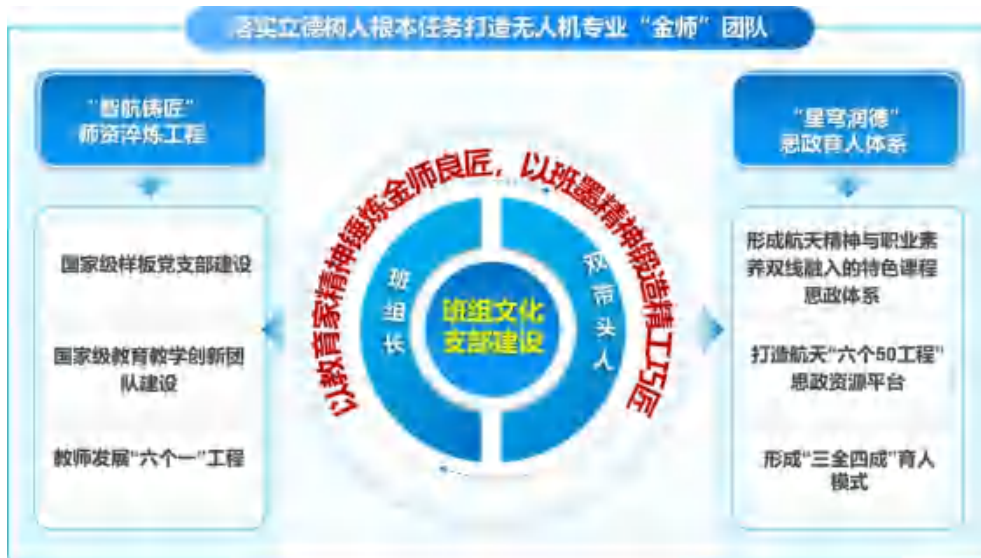 落实立德树人根本任务打造无人机专业“金师”团队
“智航铸匠”
师资淬炼工程
国家级样板党支部建设
国家级教育教学创新团
队建设
教师发展“六个一”工程
以教育家精神锤炼金师良匠，以班墨精神锻造精工巧匠
班组长
班组文化
支部建设
双带头人
“星穹润德”
思政育人体系
形成航天精神与职业素
养双线融入的特色课程
思政体系
打造航天“六个50工程”
思政资源平台
形成“三全四成”育人
模式